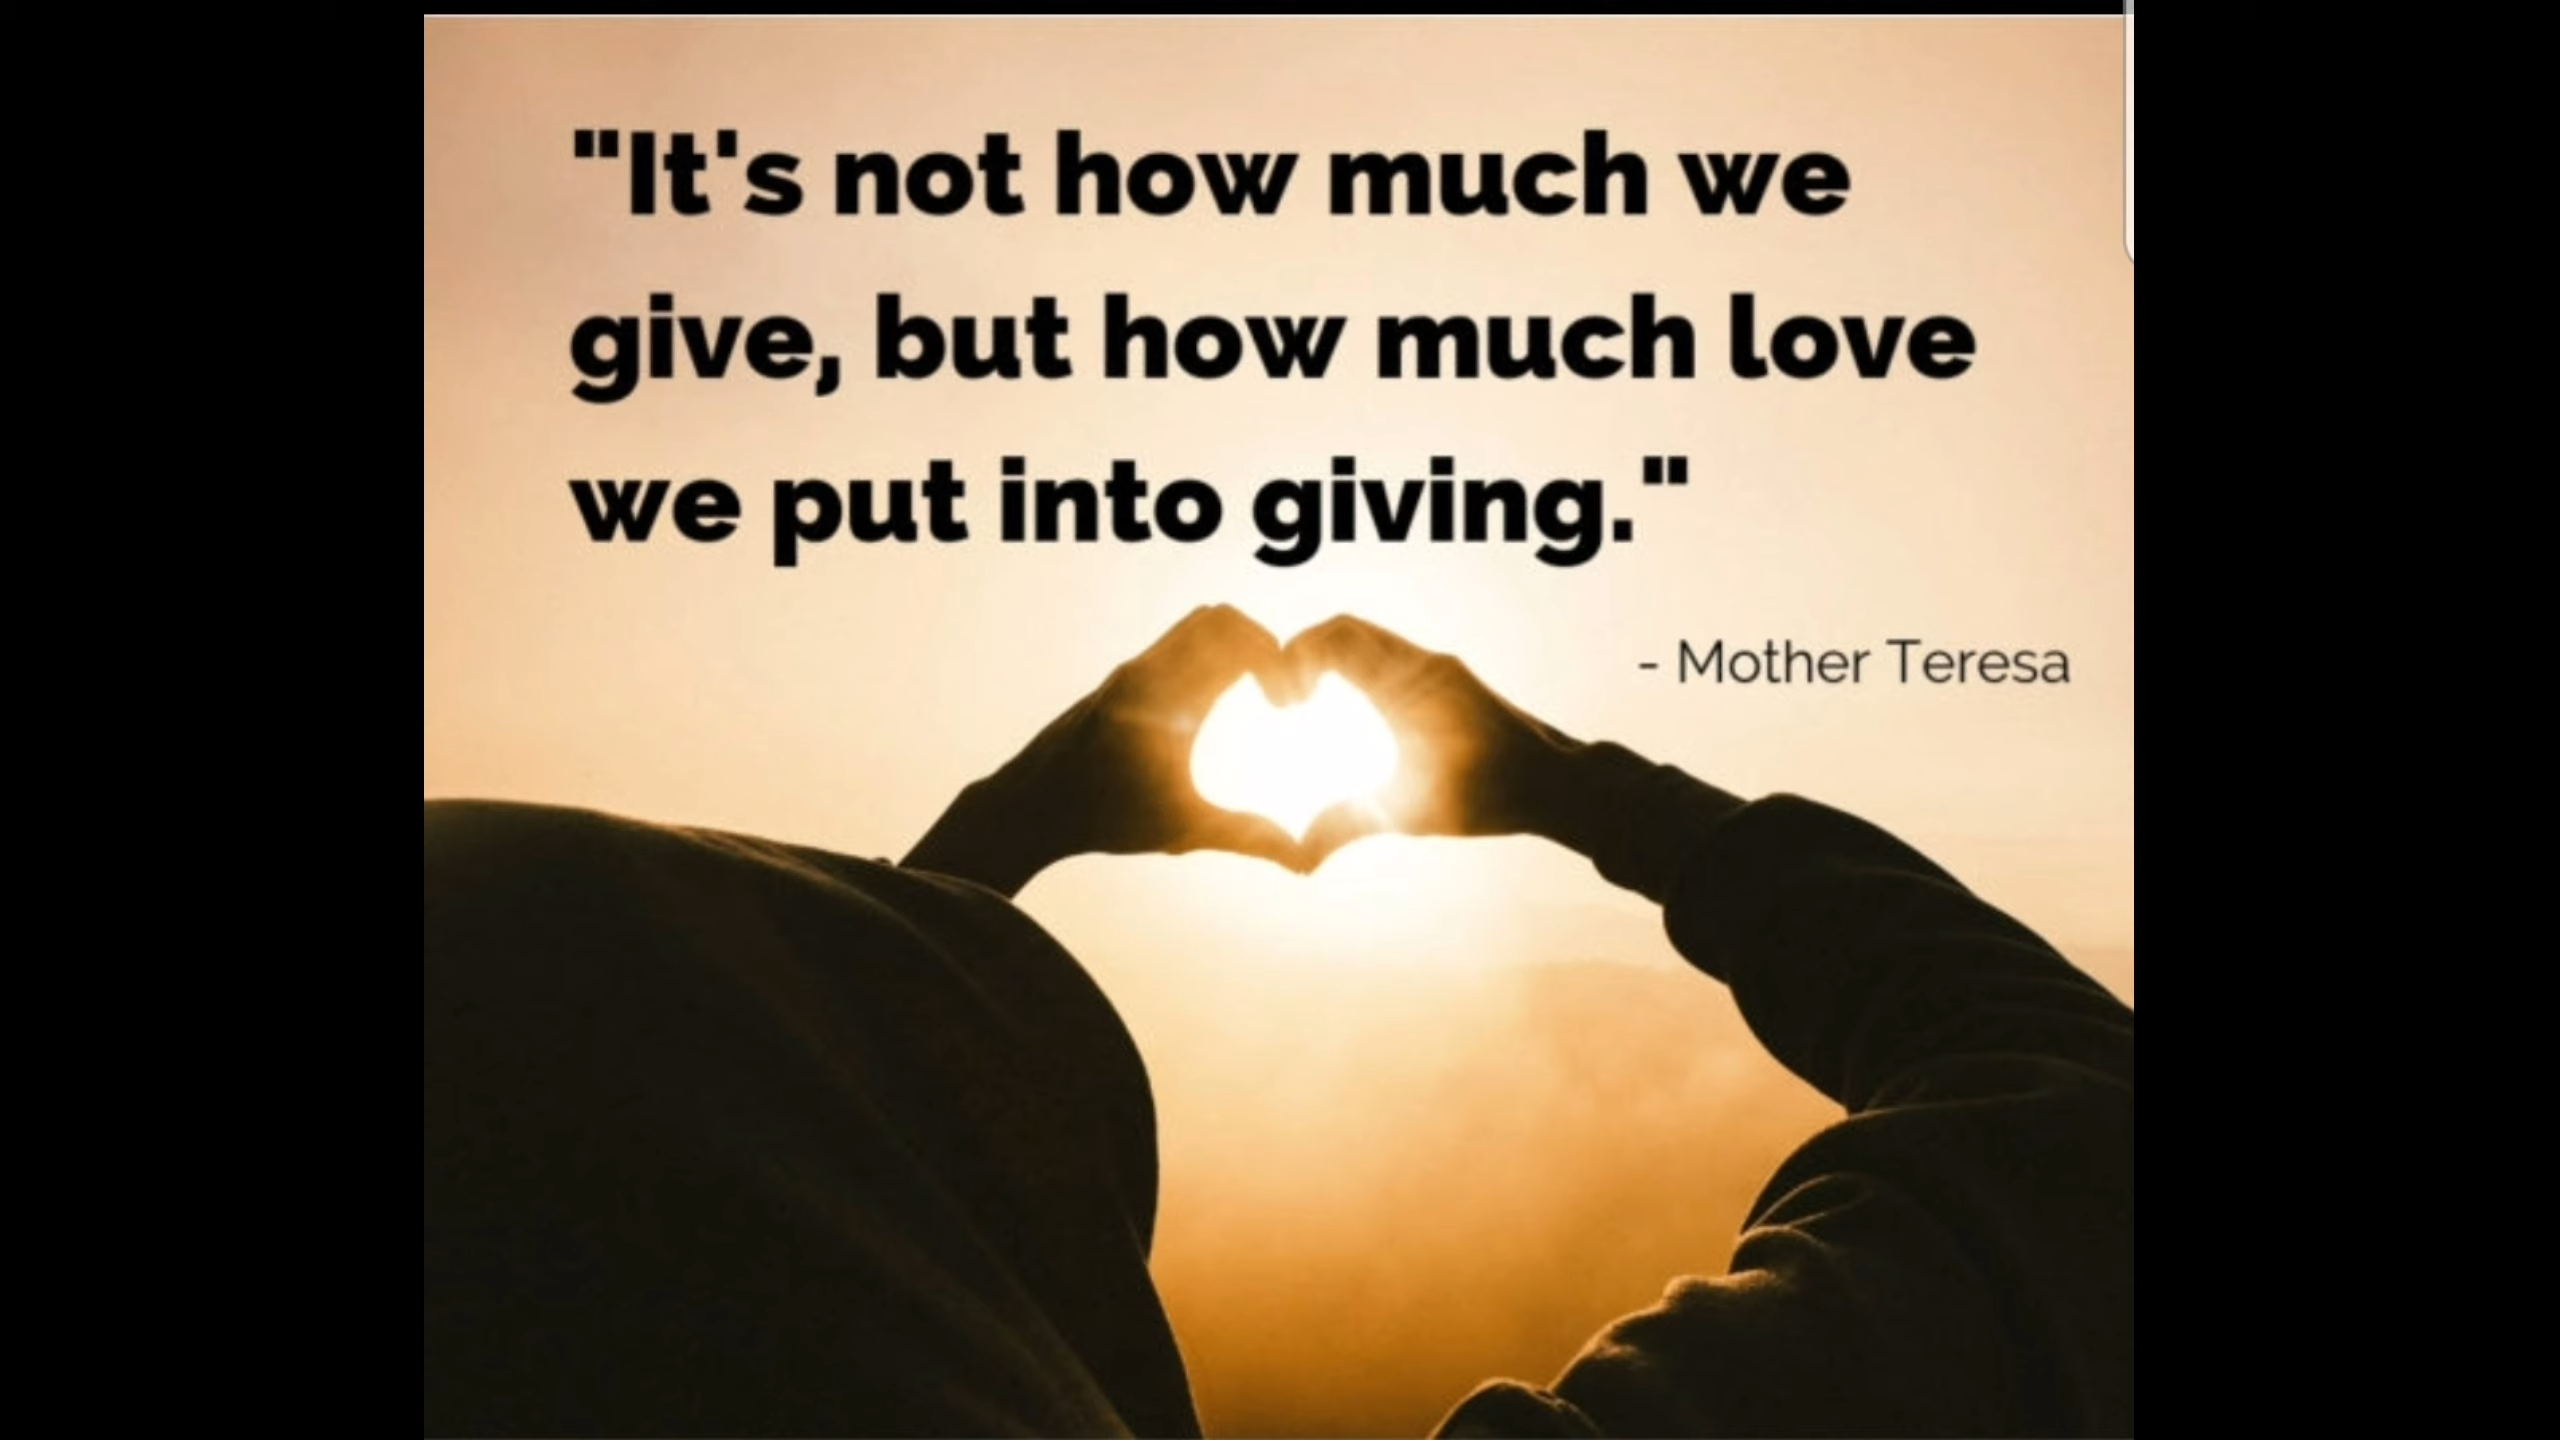 "It's not how much we
give, but how much love
we put into giving."
- Mother Teresa